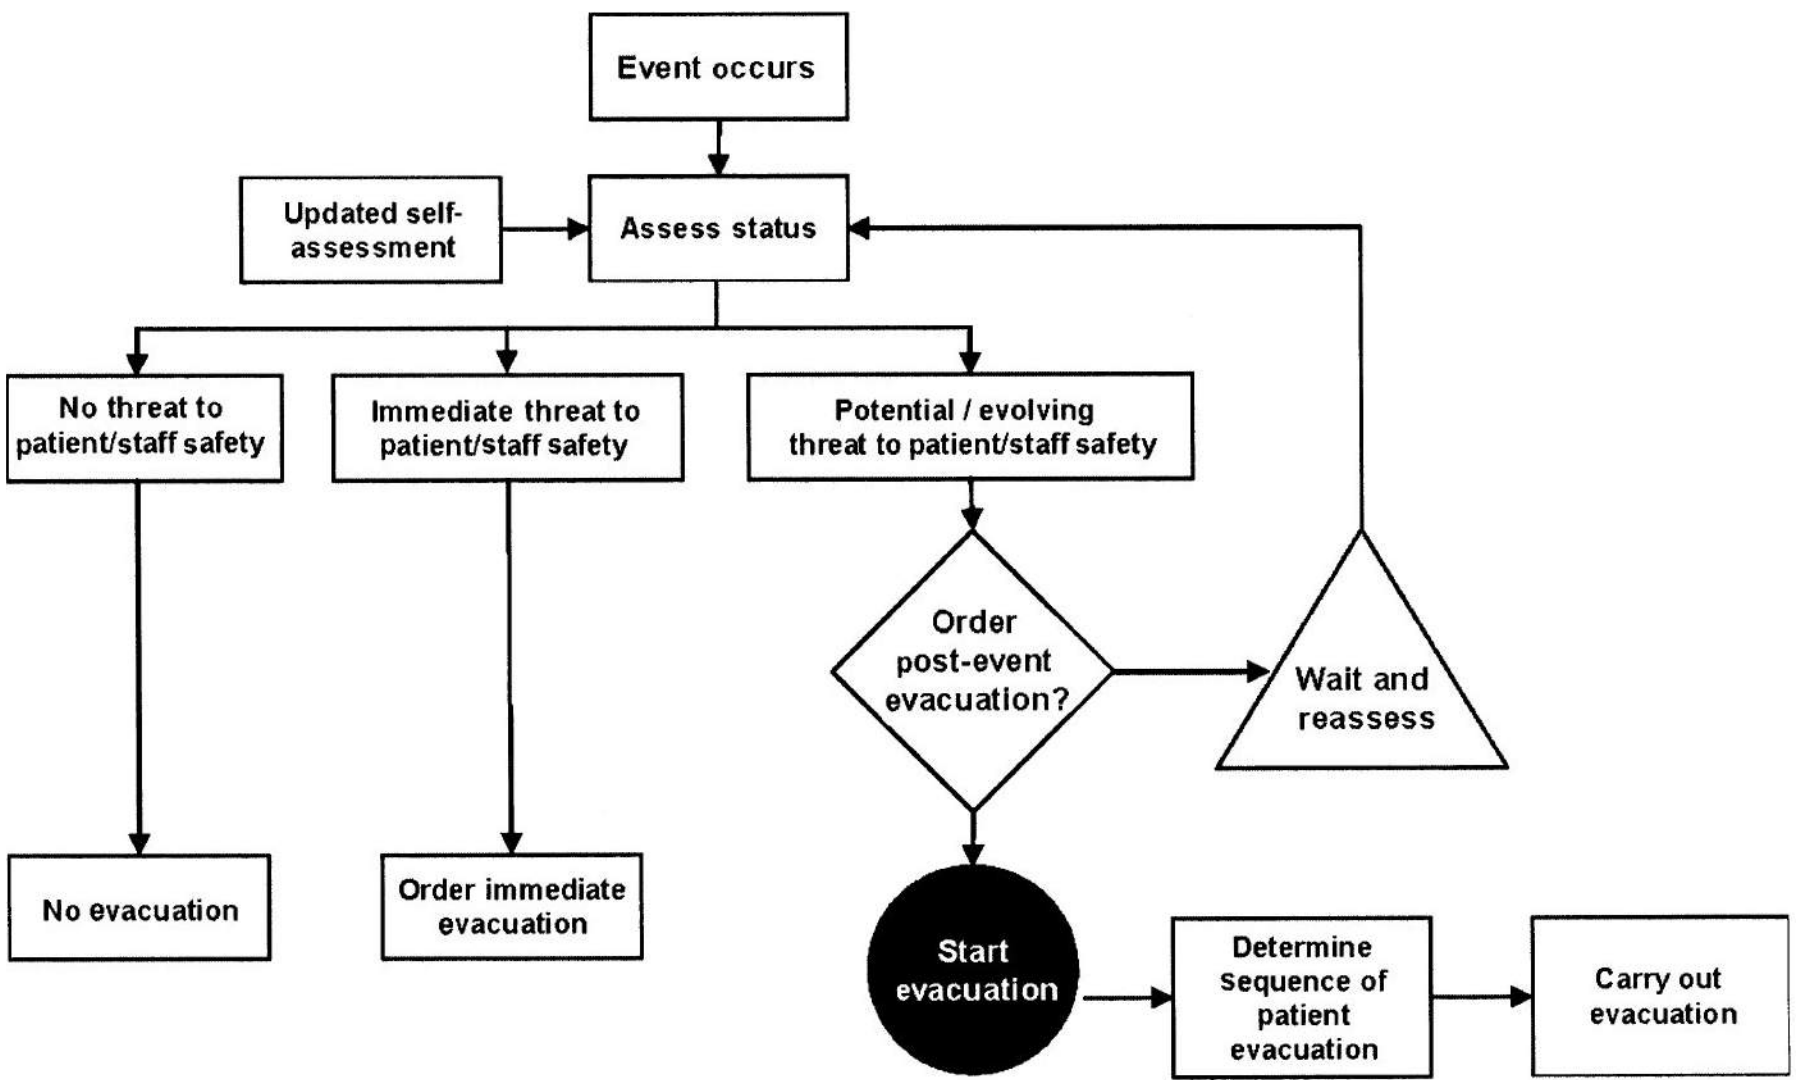 Event occurs
Updated self-
assessment
Assess status
No threat to
patient/staff safety
Immediate threat to
patient/staff safety
Potential / evolving
threat to patient/staff safety
Order
post-event
evacuation?
Wait and
reassess
No evacuation
Order immediate
evacuation
Start
evacuation
Determine
sequence of
patient
evacuation
Carry out
evacuation